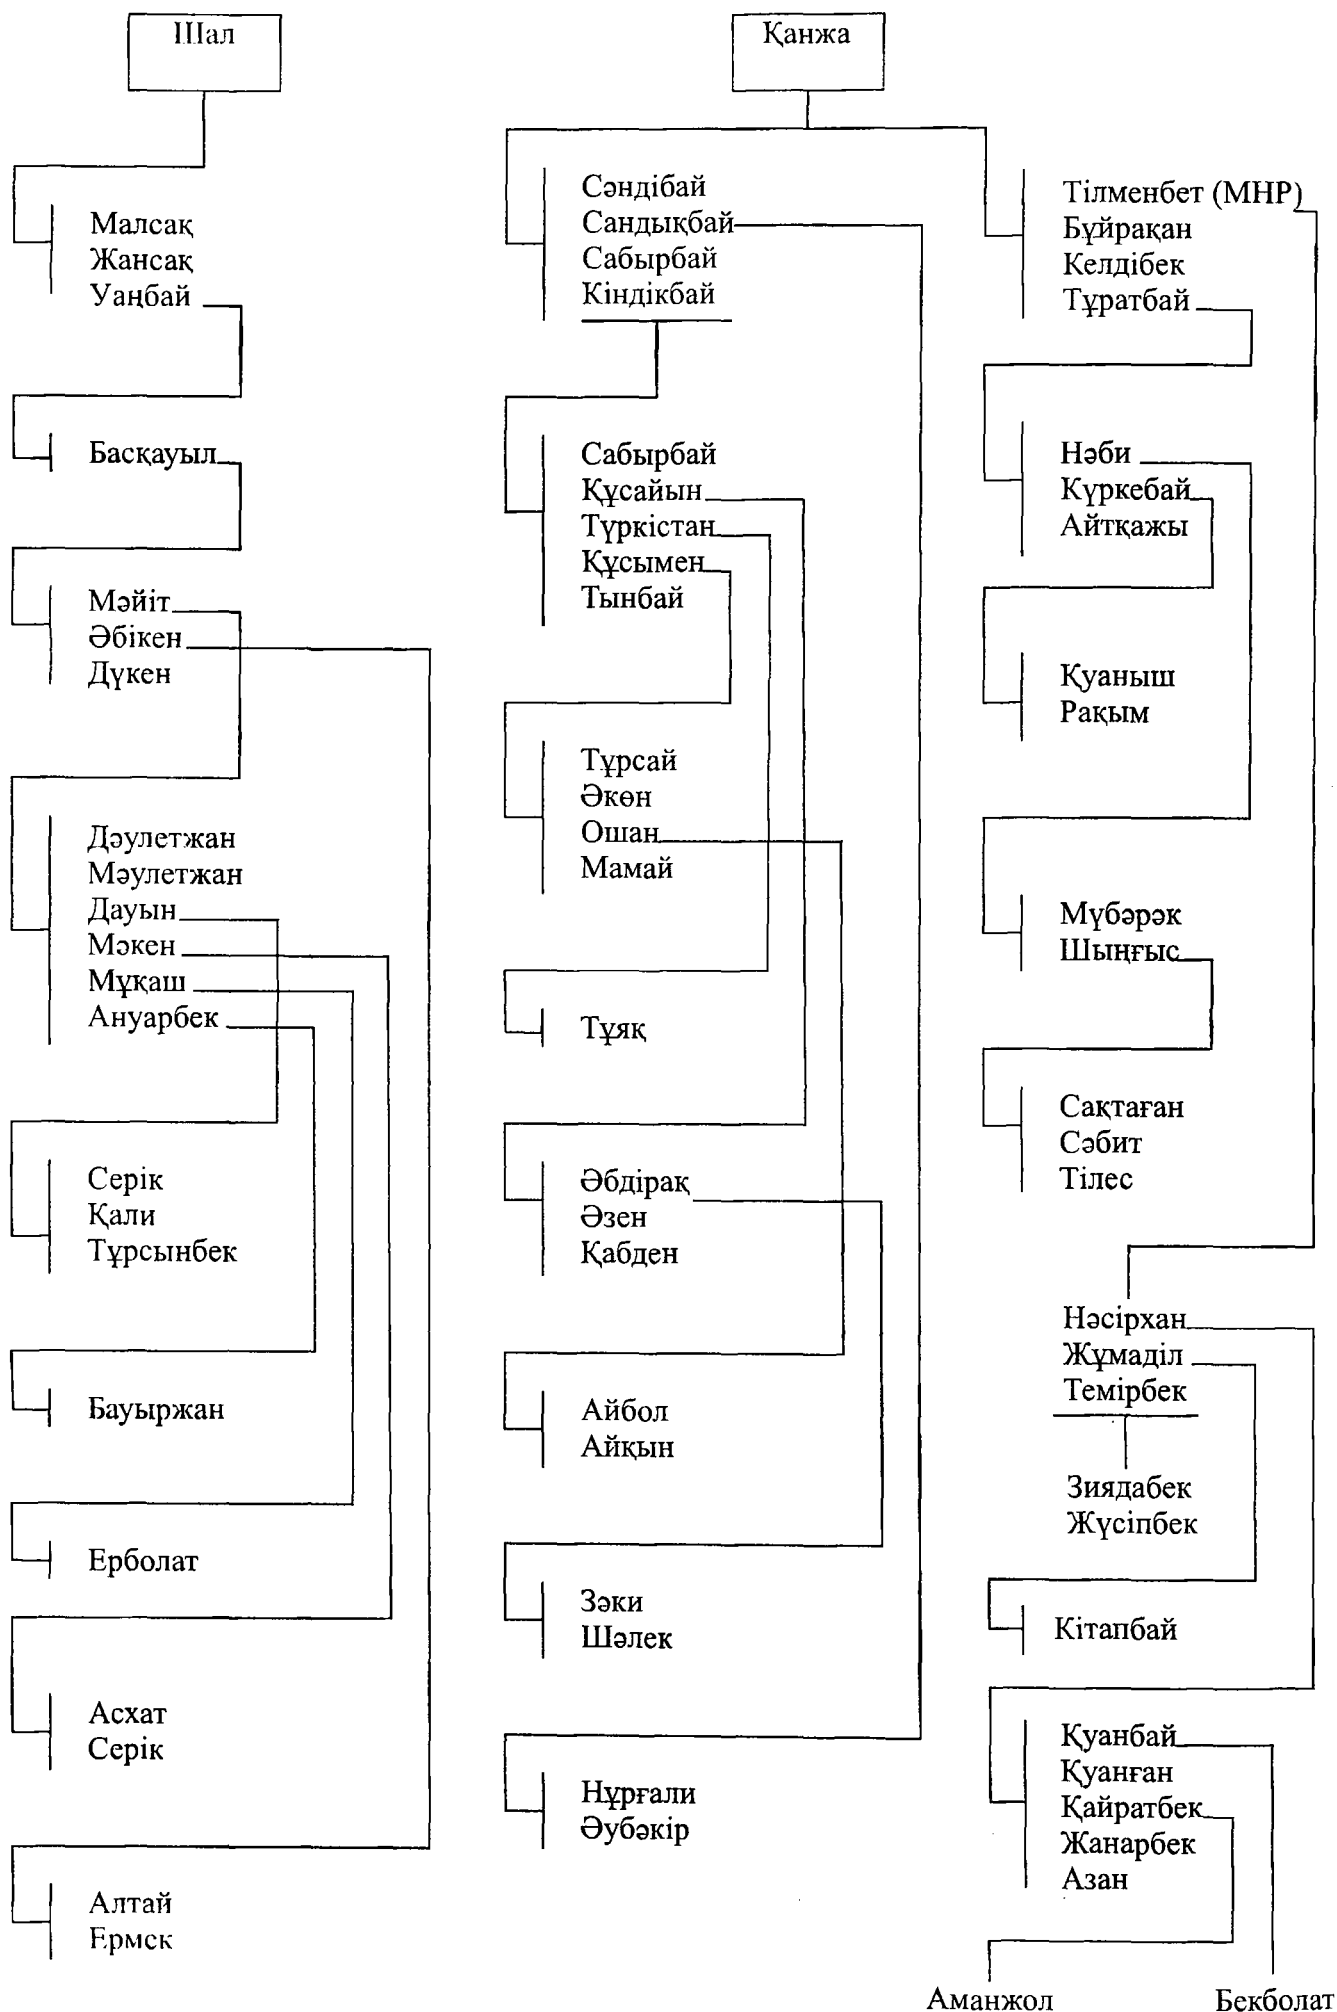 Шал
Малсақ
Жансақ
Уаңбай
Басқауыл
Мәйіт
Әбікен
Дүкен
Дәулетжан
Мәулетжан
Дауын
Мәкен
Мұқаш
Ануарбек
Серік
Қали
Тұрсынбек
Бауыржан
Ерболат
Асхат
Серік
Алтай
Ермек
Қанжа
Сәндібай
Сандықбай
Сабырбай
Кіндікбай
Сабырбай
Құсайын
Түркістан
Құсымен
Тынбай
Тұрсай
Әкөн
Ошан
Мамай
Тұяқ
Әбдірақ
Әзен
Қабден
Айбол
Айқын
Зәки
Шәлек
Нұрғали
Әубәкір
Тілменбет (МНР)
Бұйрақан
Келдібек
Тұратбай
Нәби
Күркебай
Айтқажы
Қуаныш
Рақым
Мүбәрәк
Шыңғыс
Сақтаған
Сәбит
Тілес
Нәсірхан
Жұмаділ
Темірбек
Зиядабек
Жүсіпбек
Кітапбай
Қуанбай
Қуанған
Қайратбек
Жанарбек
Азан
Аманжол
Бекболат